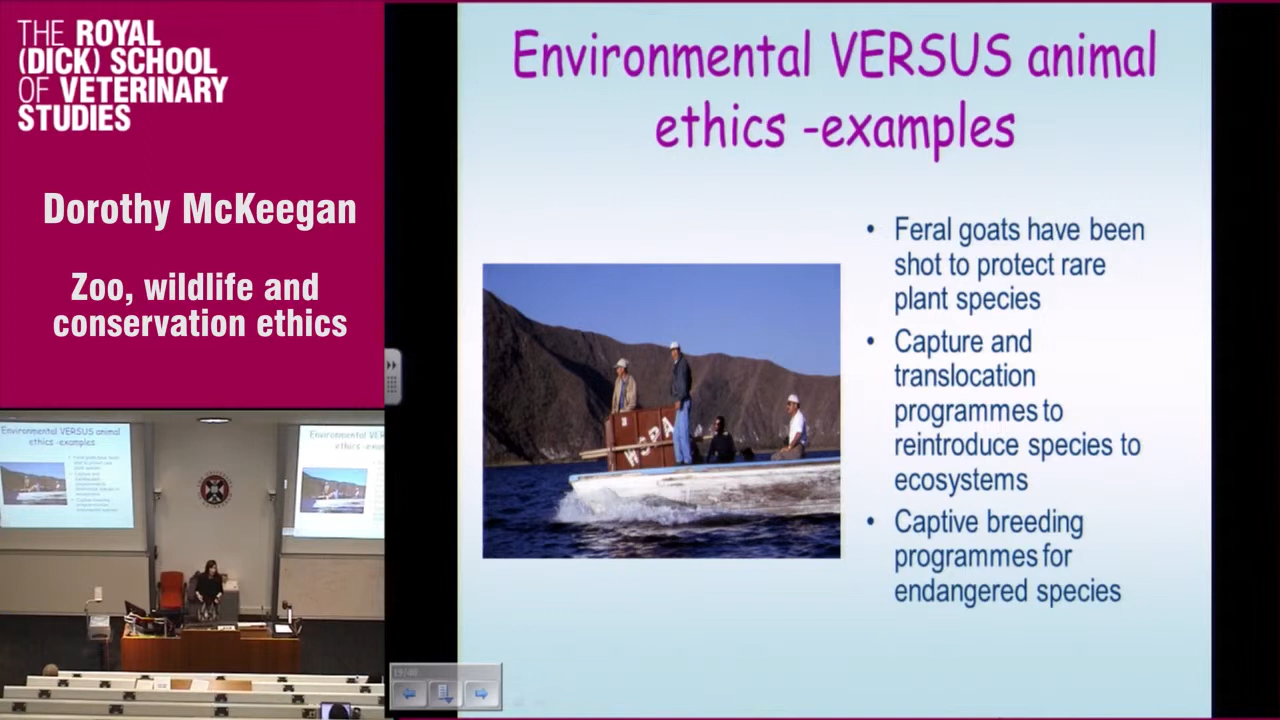 THE ROYAL
(DICK) SCHOOL
OF VETERINARY
STUDIES
Dorothy McKeegan
Zoo, wildlife and
conservation ethics
Environmental VERSUS animal
ethics -examples
• Feral goats have been
shot to protect rare
plant species
• Capture and
translocation
programmes to
reintroduce species to
ecosystems
• Captive breeding
programmes for
endangered species
Environmental VERSUS animal
ethics -examples